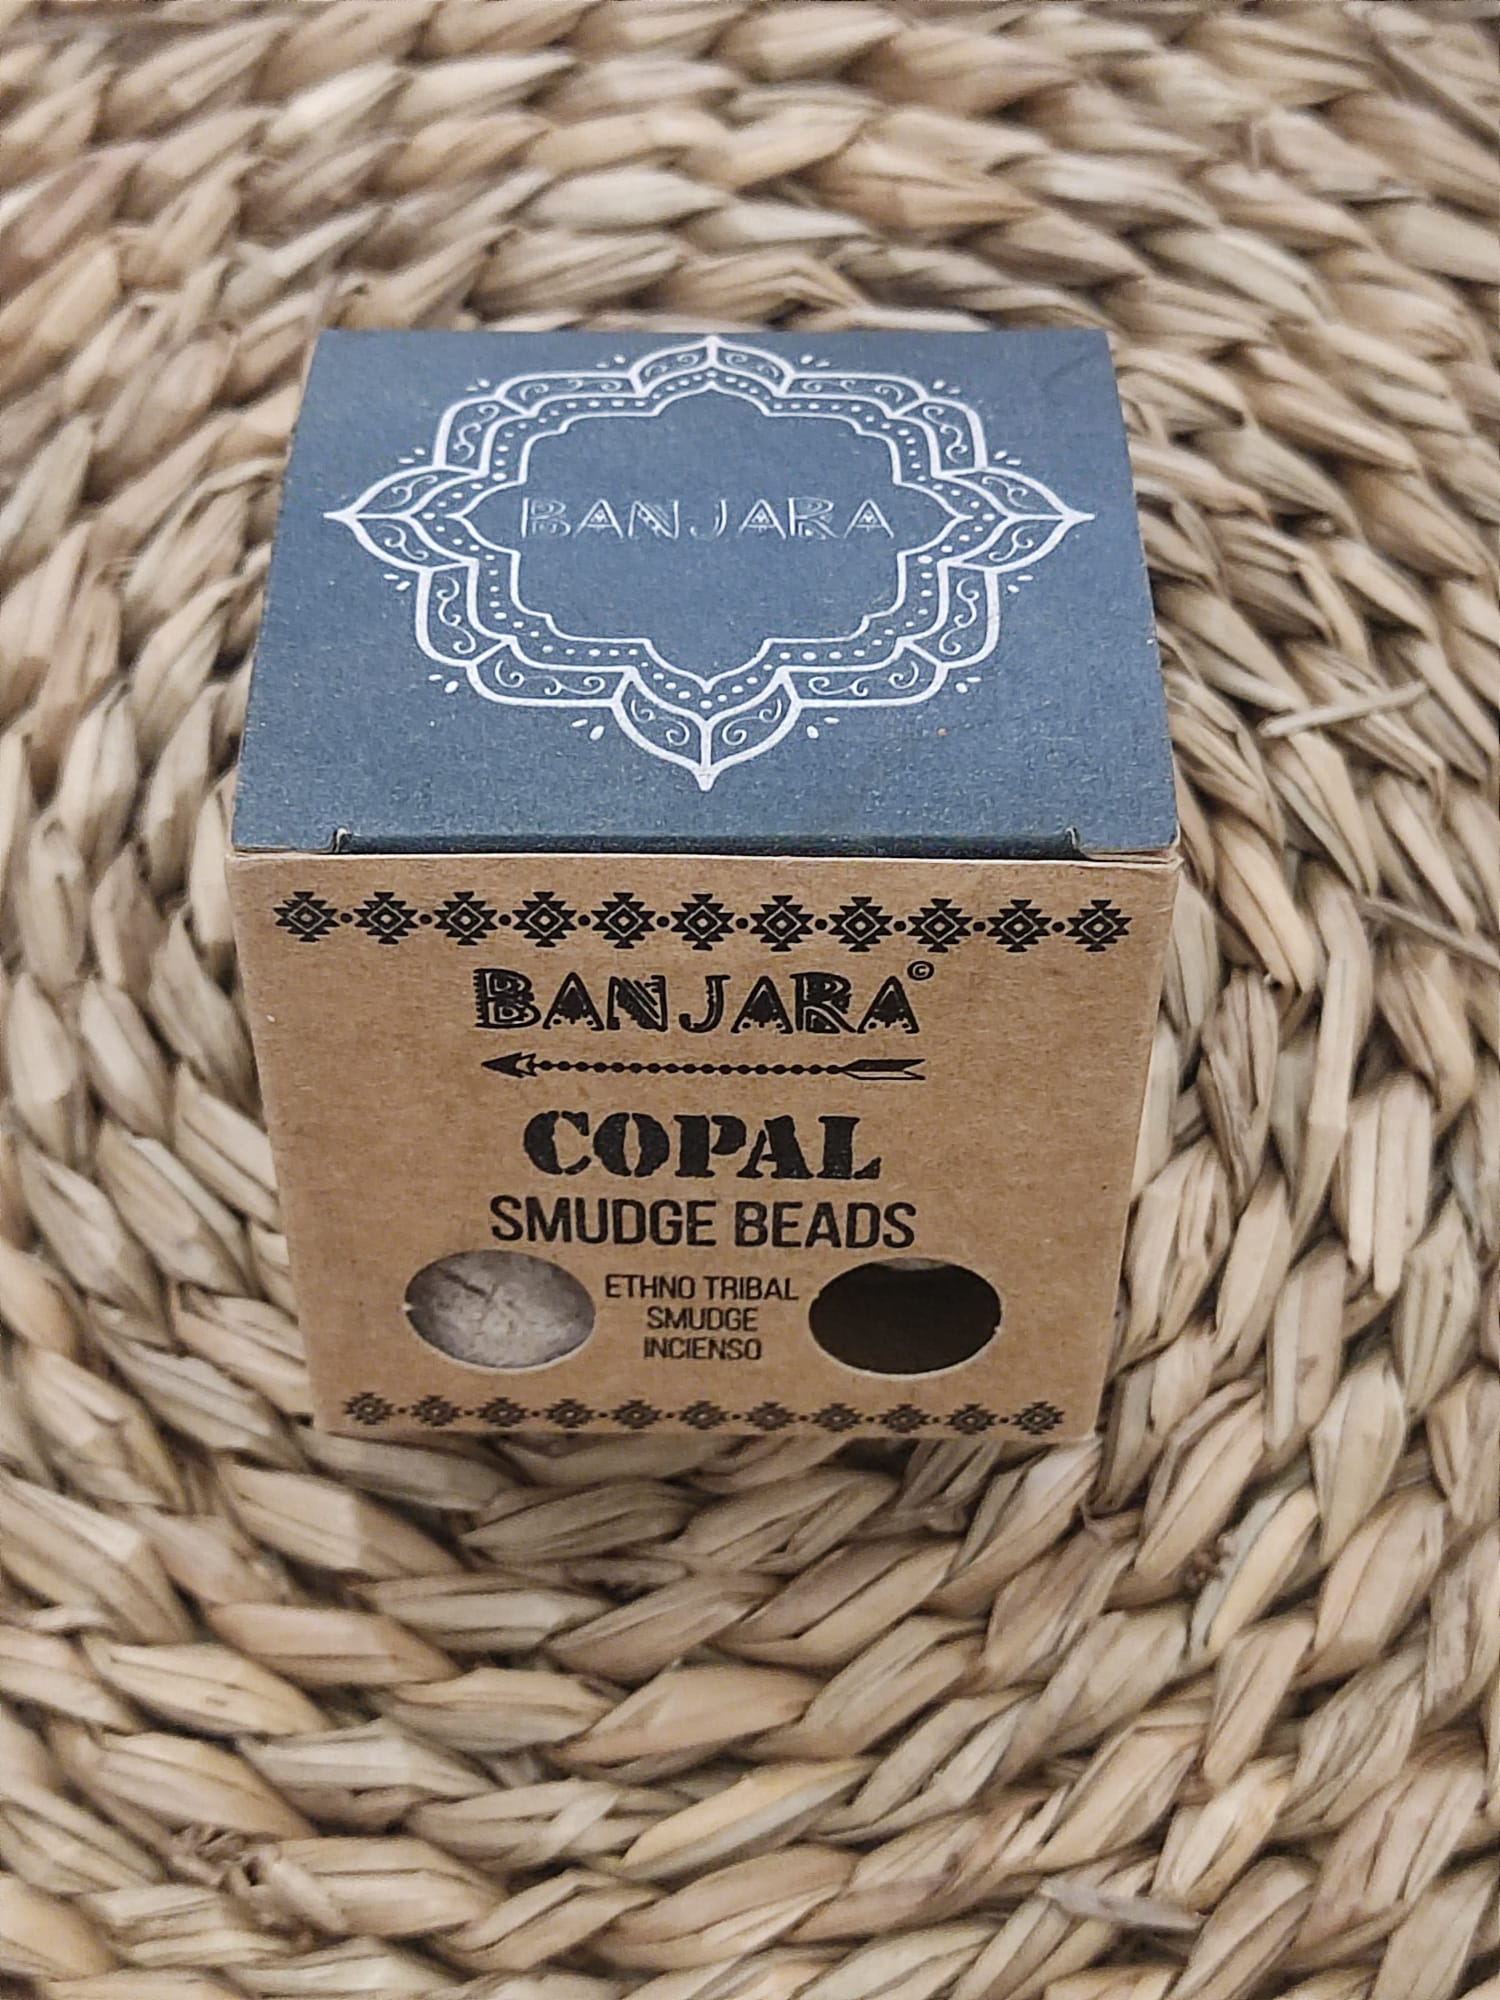 BANJARA
BANJARA©
COPAL
SMUDGE BEADS
ETHNO TRIBAL
SMUDGE
INCIENSO